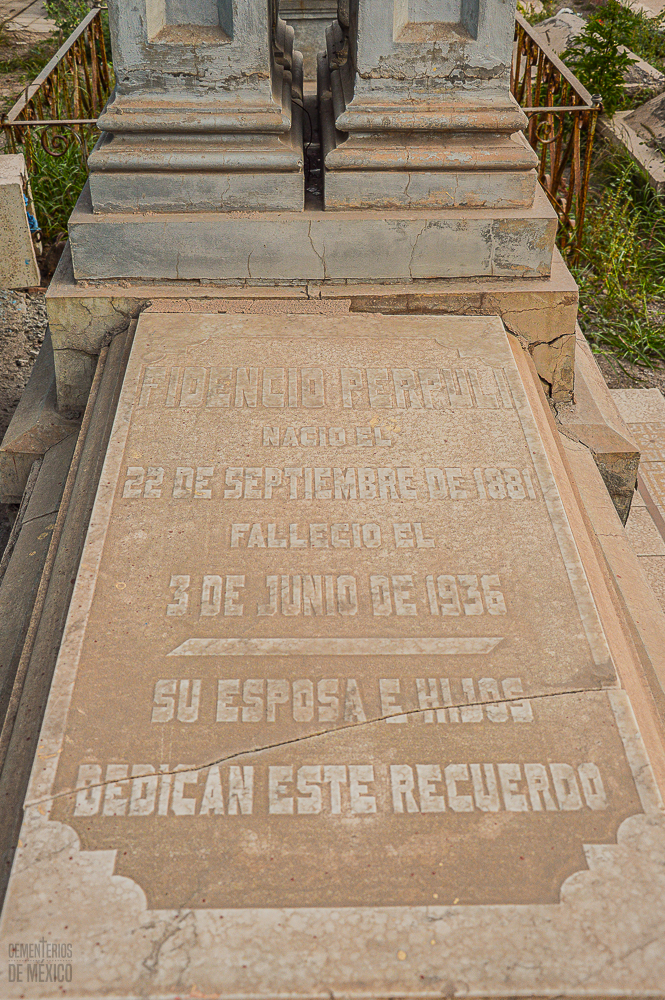 FIDENCIO PERPULI
NACIO EL
22 DE SEPTIEMBRE DE 1881
FALLECIO EL
3 DE JUNIO DE 1936
SU ESPOSA E HIJOS
DEDICAN ESTE RECUERDO
CEMENTERIOS
DE MÉXICO